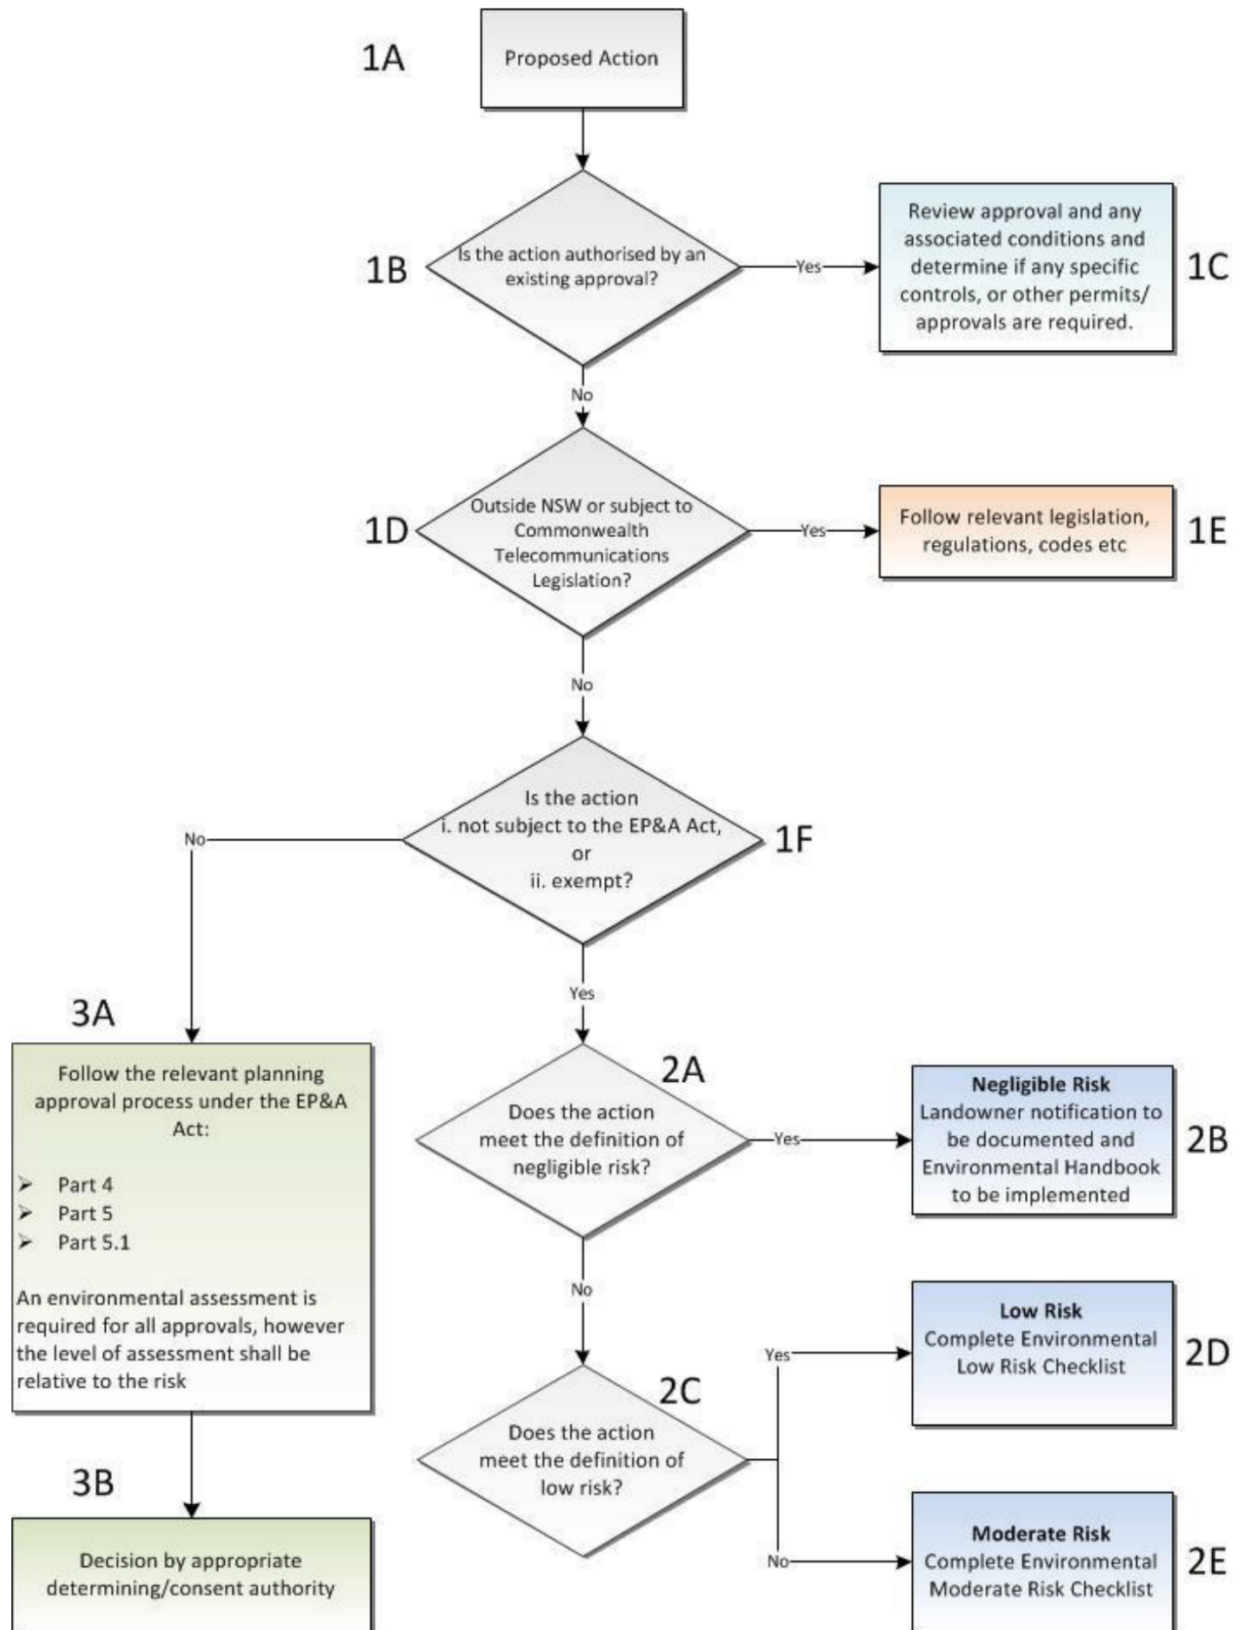 1A
Proposed Action
1B
Is the action authorised by an
existing approval?
Yes
Review approval and any
associated conditions and
determine if any specific
controls, or other permits/
approvals are required.
1C
No
1D
Outside NSW or subject to
Commonwealth
Telecommunications
Legislation?
Yes
Follow relevant legislation,
regulations, codes etc
1E
No
Is the action
i. not subject to the EP&A Act,
or
ii. exempt?
1F
No
Yes
3A
Follow the relevant planning
approval process under the EP&A
Act:
➢ Part 4
➢ Part 5
➢ Part 5.1
An environmental assessment is
required for all approvals, however
the level of assessment shall be
relative to the risk
2A
Does the action
meet the definition of
negligible risk?
Yes
Negligible Risk
Landowner notification to
be documented and
Environmental Handbook
to be implemented
2B
No
2C
Does the action
meet the definition of
low risk?
Yes
Low Risk
Complete Environmental
Low Risk Checklist
2D
No
Moderate Risk
Complete Environmental
Moderate Risk Checklist
2E
3B
Decision by appropriate
determining/consent authority